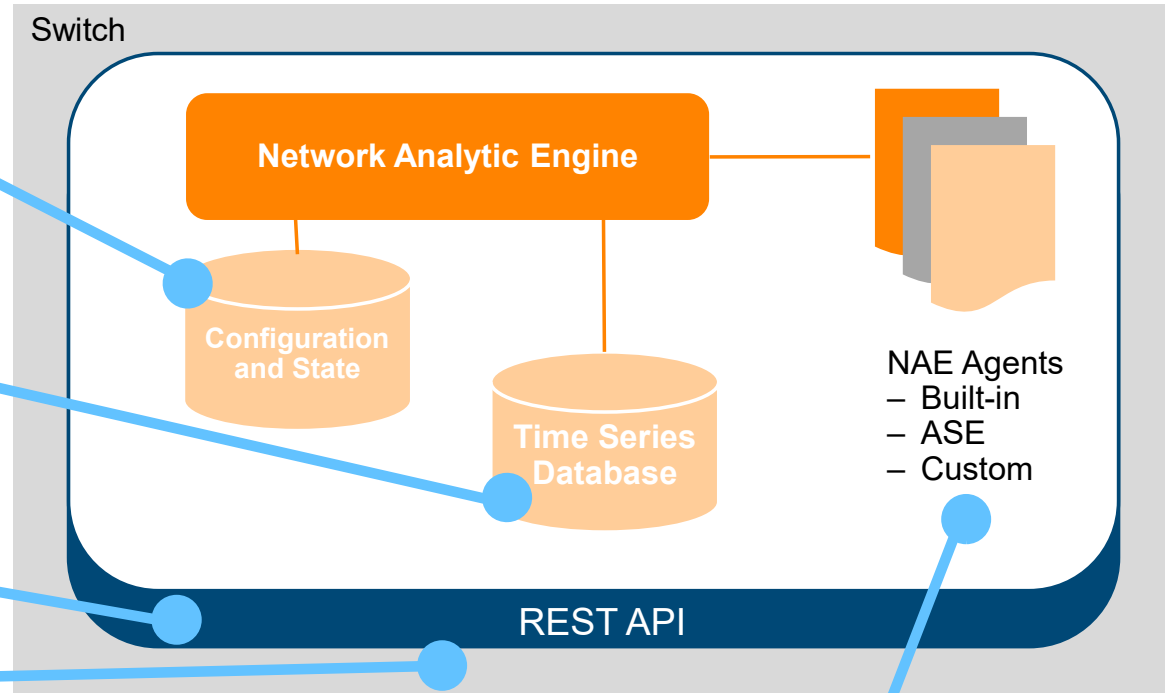 Switch
Network Analytic Engine
Configuration
and State
Time Series
Database
NAE Agents
– Built-in
– ASE
– Custom
REST API